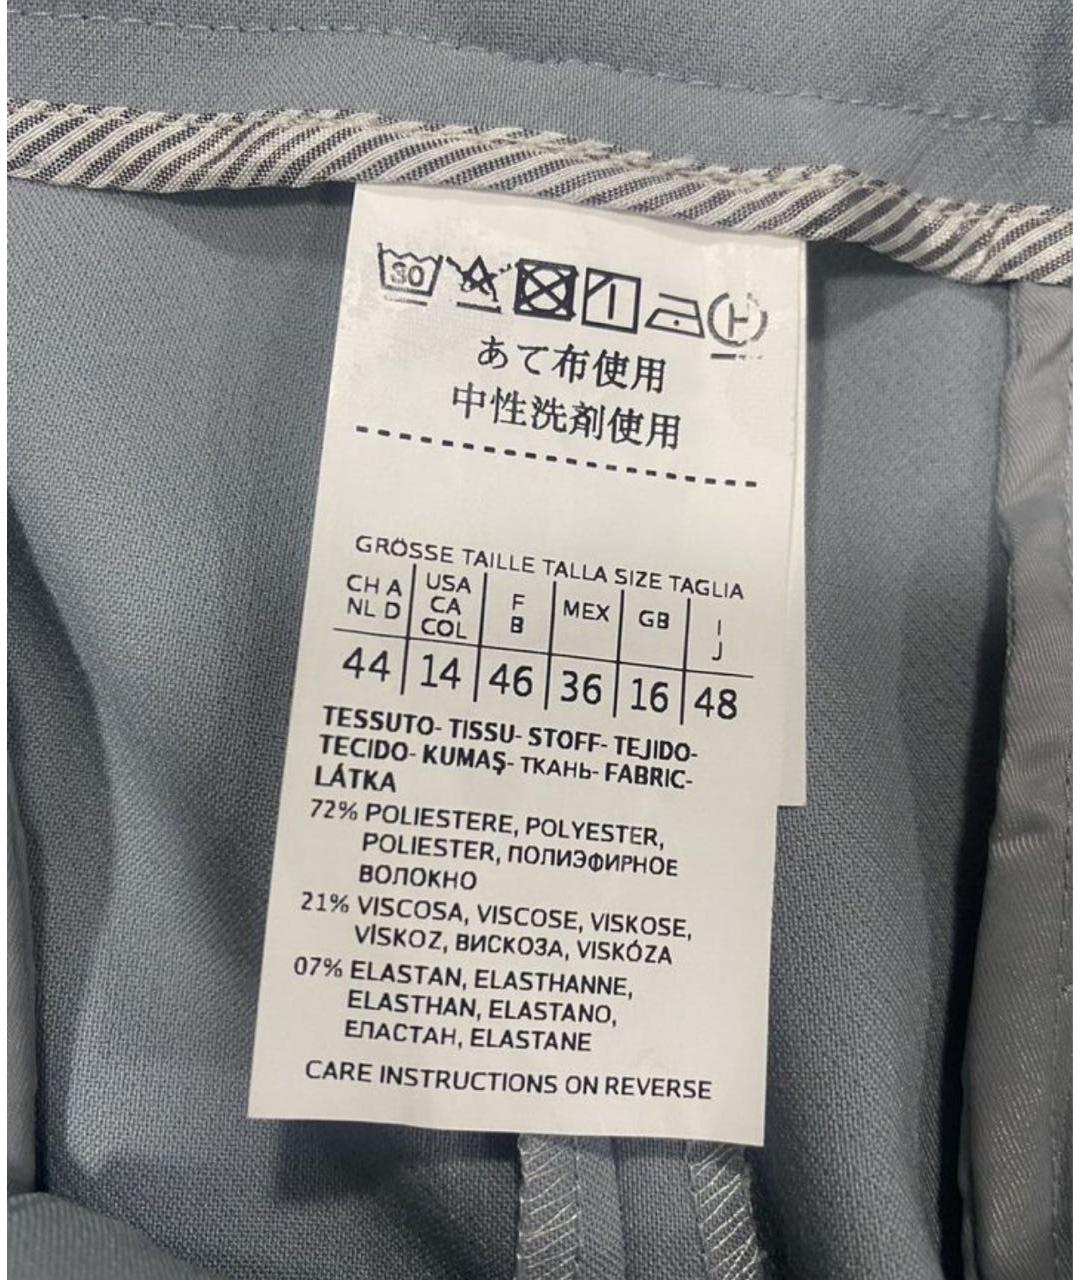 30
H
あて布使用
中性洗剤使用
GRÖSSE TAILLE TALLA SIZE TAGLIA
CH A NL D | USA CA COL | F B | MEX | GB | I J
44 | 14 | 46 | 36 | 16 | 48
TESSUTO- TISSU- STOFF- TEJIDO-
TECIDO- KUMAŞ- ТКАНЬ- FABRIC-
LÁTKA
72% POLIESTERE, POLYESTER,
POLIESTER, ПОЛИЭФИРНОЕ
ВОЛОКНО
21% VISCOSA, VISCOSE, VISKOSE,
VİSKOZ, ВИСКОЗА, VISKÓZA
07% ELASTAN, ELASTHANNE,
ELASTHAN, ELASTANO,
ЕЛАСТАН, ELASTANE
CARE INSTRUCTIONS ON REVERSE